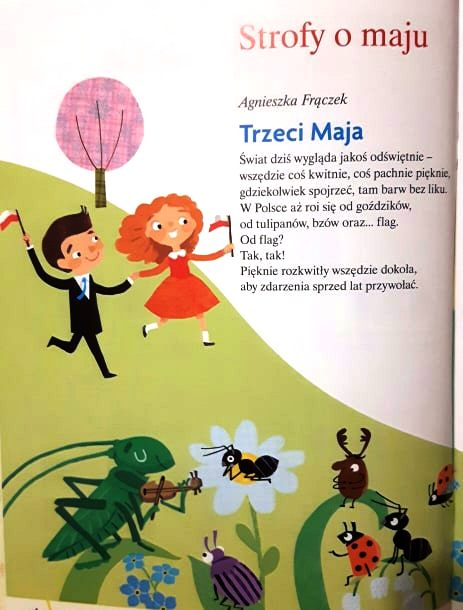 Strofy o maju
Agnieszka Frączek
Trzeci Maja
Świat dziś wygląda jakoś odświętnie –
wszędzie coś kwitnie, coś pachnie pięknie,
gdziekolwiek spojrzeć, tam barw bez liku.
W Polsce aż roi się od goździków,
od tulipanów, bzów oraz... flag.
Od flag?
Tak, tak!
Pięknie rozkwitły wszędzie dokoła,
aby zdarzenia sprzed lat przywołać.